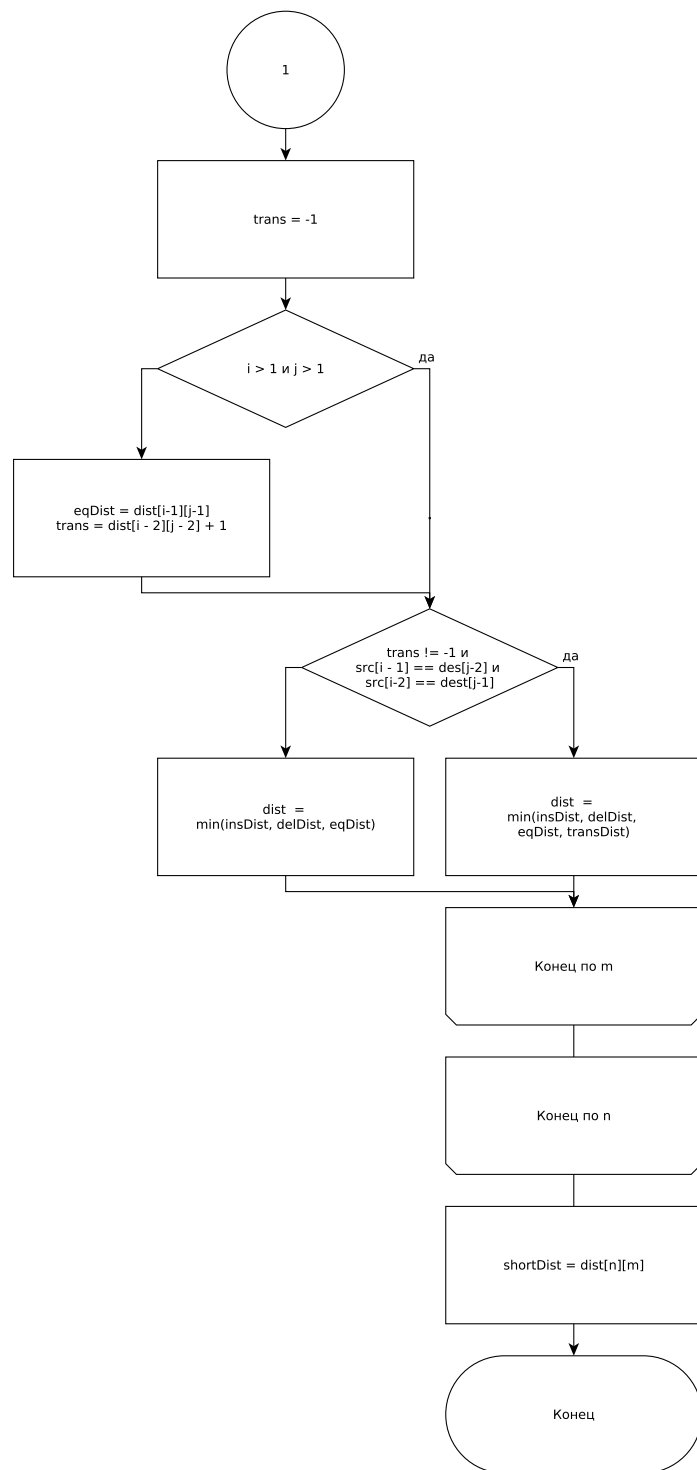 1
trans = -1
i > 1 и j > 1
да
eqDist = dist[i-1][j-1]
trans = dist[i - 2][j - 2] + 1
trans != -1 и
src[i - 1] == des[j-2] и
src[i-2] == dest[j-1]
да
dist  =
min(insDist, delDist, eqDist)
dist  =
min(insDist, delDist,
eqDist, transDist)
Конец по m
Конец по n
shortDist = dist[n][m]
Конец